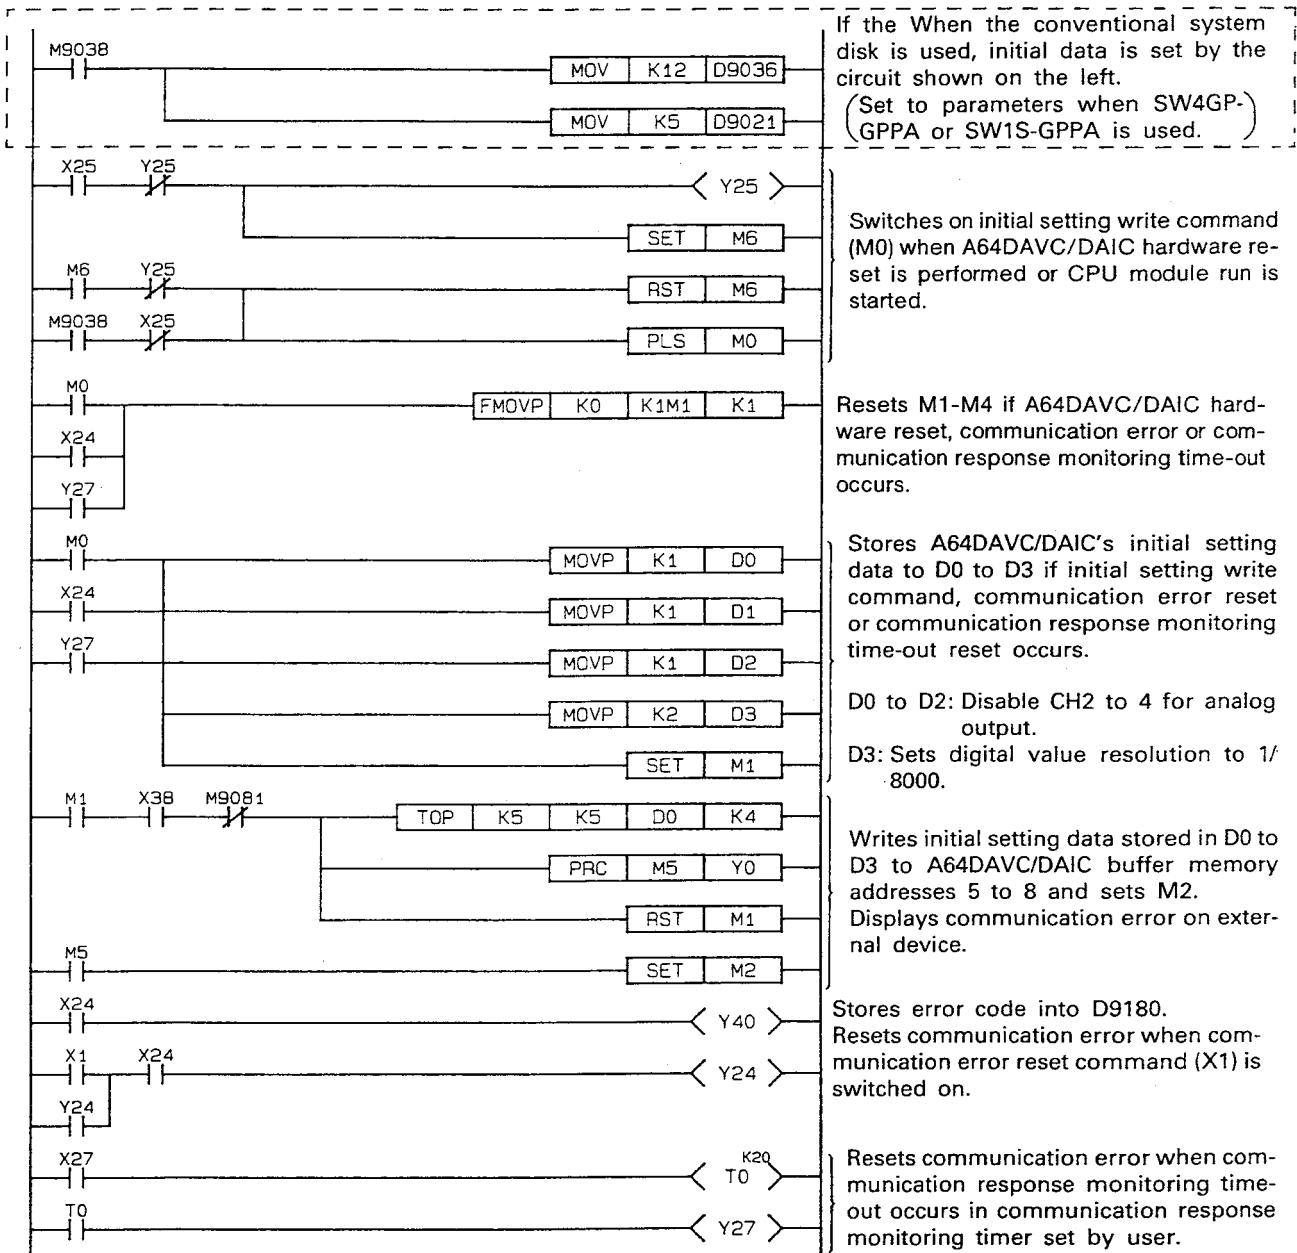 M9038
MOV K12 D9036
MOV K5 D9021
If the When the conventional system
disk is used, initial data is set by the
circuit shown on the left.
(Set to parameters when SW4GP-
GPPA or SW1S-GPPA is used.)
X25 Y25
Y25
SET M6
M6 Y25
RST M6
M9038 X25
PLS M0
Switches on initial setting write command
(M0) when A64DAVC/DAIC hardware re-
set is performed or CPU module run is
started.
M0
FMOVP K0 K1M1 K1
X24
Y27
Resets M1-M4 if A64DAVC/DAIC hard-
ware reset, communication error or com-
munication response monitoring time-out
occurs.
M0
MOVP K1 D0
X24
MOVP K1 D1
Y27
MOVP K1 D2
MOVP K2 D3
SET M1
Stores A64DAVC/DAIC's initial setting
data to D0 to D3 if initial setting write
command, communication error reset
or communication response monitoring
time-out reset occurs.
D0 to D2: Disable CH2 to 4 for analog
output.
D3: Sets digital value resolution to 1/
8000.
M1 X38 M9081
TOP K5 K5 D0 K4
PRC M5 Y0
RST M1
M5
SET M2
Writes initial setting data stored in D0 to
D3 to A64DAVC/DAIC buffer memory
addresses 5 to 8 and sets M2.
Displays communication error on exter-
nal device.
X24
Y40
X1 X24
Y24
Y24
Stores error code into D9180.
Resets communication error when com-
munication error reset command (X1) is
switched on.
X27
K20
T0
T0
Y27
Resets communication error when com-
munication response monitoring time-
out occurs in communication response
monitoring timer set by user.